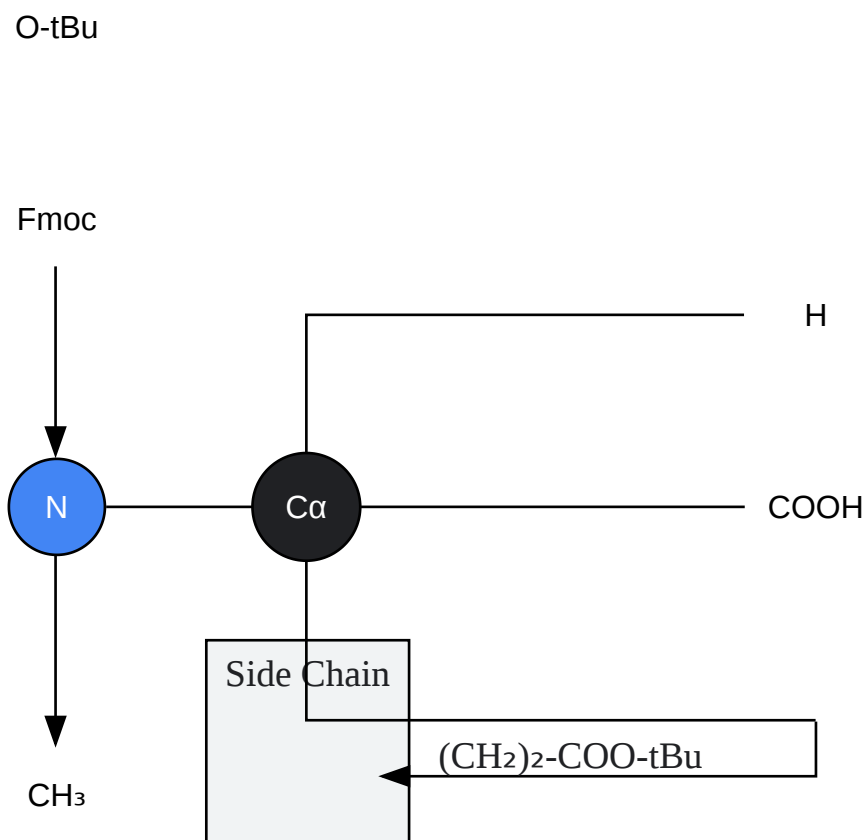 O-tBu
Fmoc
H
N
Cα
COOH
Side Chain
(CH₂)₂-COO-tBu
CH₃